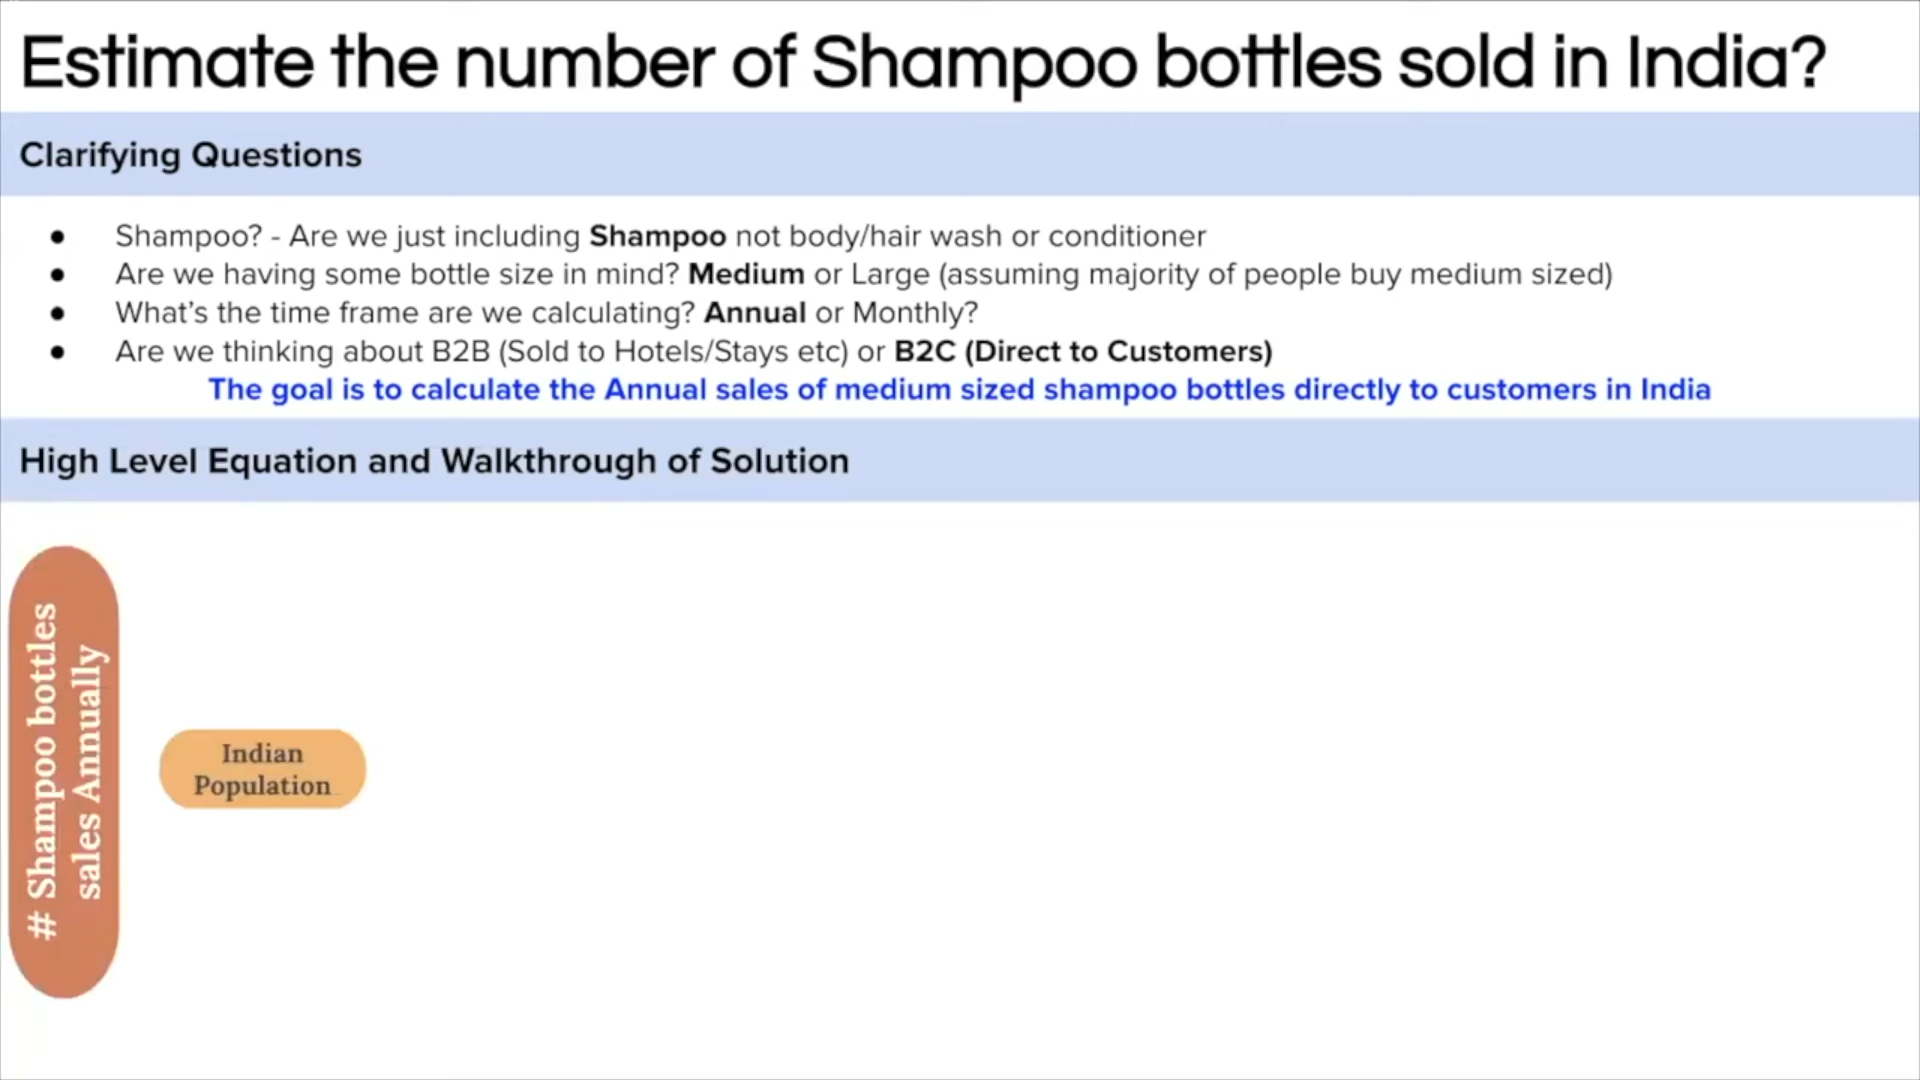 Estimate the number of Shampoo bottles sold in India?
Clarifying Questions
● Shampoo? - Are we just including Shampoo not body/hair wash or conditioner
● Are we having some bottle size in mind? Medium or Large (assuming majority of people buy medium sized)
● What's the time frame are we calculating? Annual or Monthly?
● Are we thinking about B2B (Sold to Hotels/Stays etc) or B2C (Direct to Customers)
The goal is to calculate the Annual sales of medium sized shampoo bottles directly to customers in India
High Level Equation and Walkthrough of Solution
# Shampoo bottles
sales Annually
Indian
Population